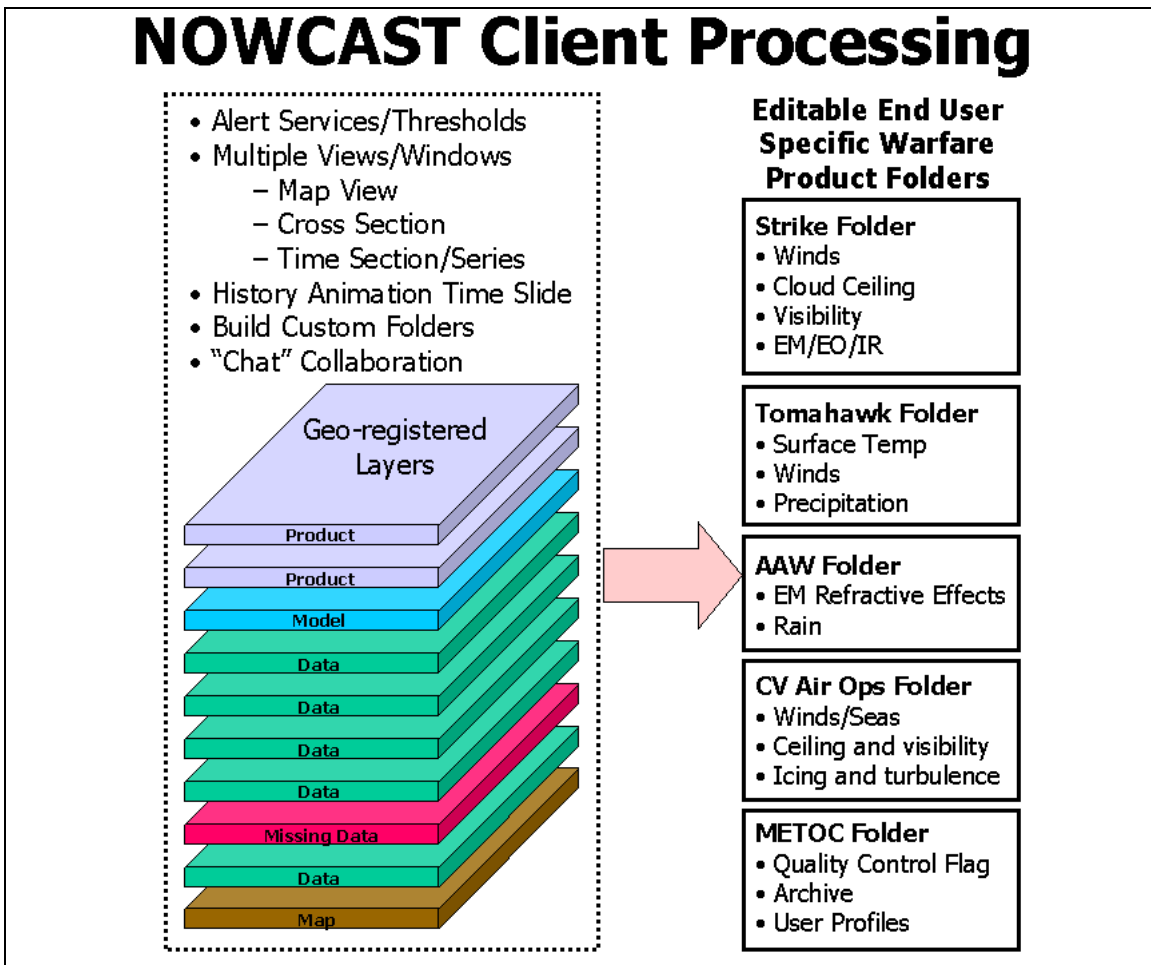 NOWCAST Client Processing
• Alert Services/Thresholds
• Multiple Views/Windows
– Map View
– Cross Section
– Time Section/Series
• History Animation Time Slide
• Build Custom Folders
• “Chat” Collaboration
Geo-registered
Layers
Product
Product
Model
Data
Data
Data
Data
Missing Data
Data
Map
Editable End User
Specific Warfare
Product Folders
Strike Folder
• Winds
• Cloud Ceiling
• Visibility
• EM/EO/IR
Tomahawk Folder
• Surface Temp
• Winds
• Precipitation
AAW Folder
• EM Refractive Effects
• Rain
CV Air Ops Folder
• Winds/Seas
• Ceiling and visibility
• Icing and turbulence
METOC Folder
• Quality Control Flag
• Archive
• User Profiles